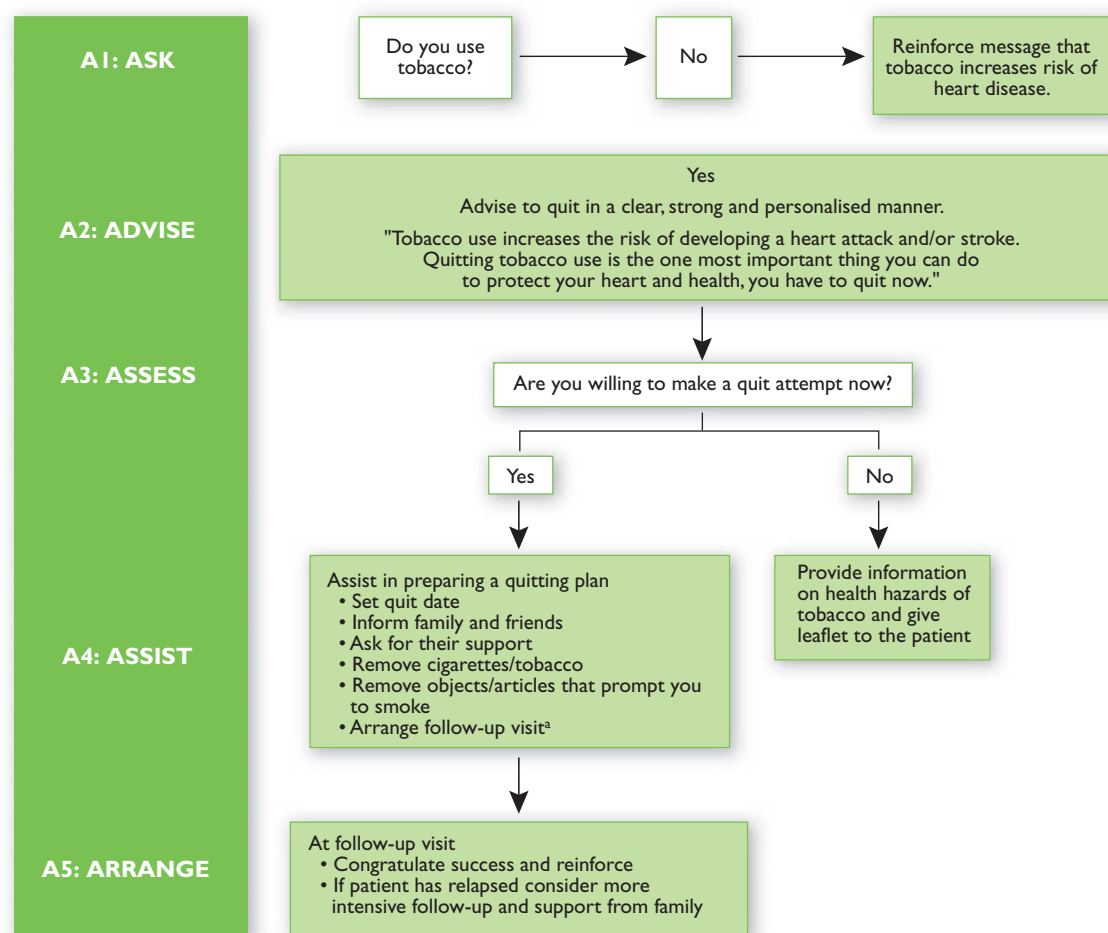 A1: ASK
Do you use
tobacco?
No
Reinforce message that
tobacco increases risk of
heart disease.
A2: ADVISE
Yes
Advise to quit in a clear, strong and personalised manner.
"Tobacco use increases the risk of developing a heart attack and/or stroke.
Quitting tobacco use is the one most important thing you can do
to protect your heart and health, you have to quit now."
A3: ASSESS
Are you willing to make a quit attempt now?
Yes
No
A4: ASSIST
Assist in preparing a quitting plan
• Set quit date
• Inform family and friends
• Ask for their support
• Remove cigarettes/tobacco
• Remove objects/articles that prompt you
to smoke
• Arrange follow-up visitᵃ
Provide information
on health hazards of
tobacco and give
leaflet to the patient
A5: ARRANGE
At follow-up visit
• Congratulate success and reinforce
• If patient has relapsed consider more
intensive follow-up and support from family